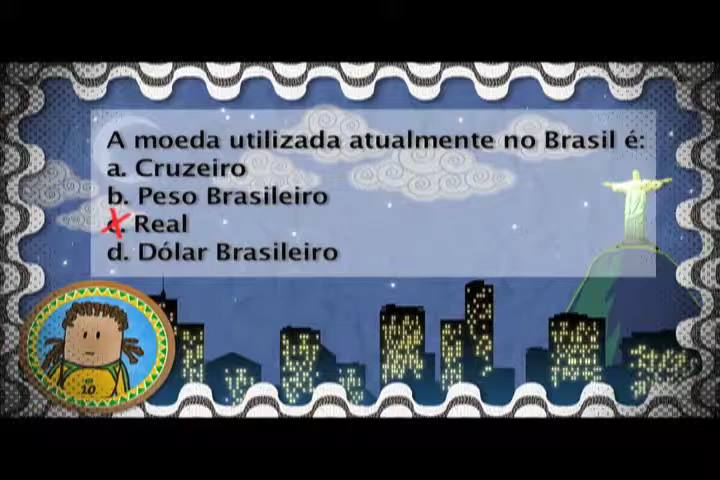 A moeda utilizada atualmente no Brasil é:
a. Cruzeiro
b. Peso Brasileiro
c. Real
d. Dólar Brasileiro
10